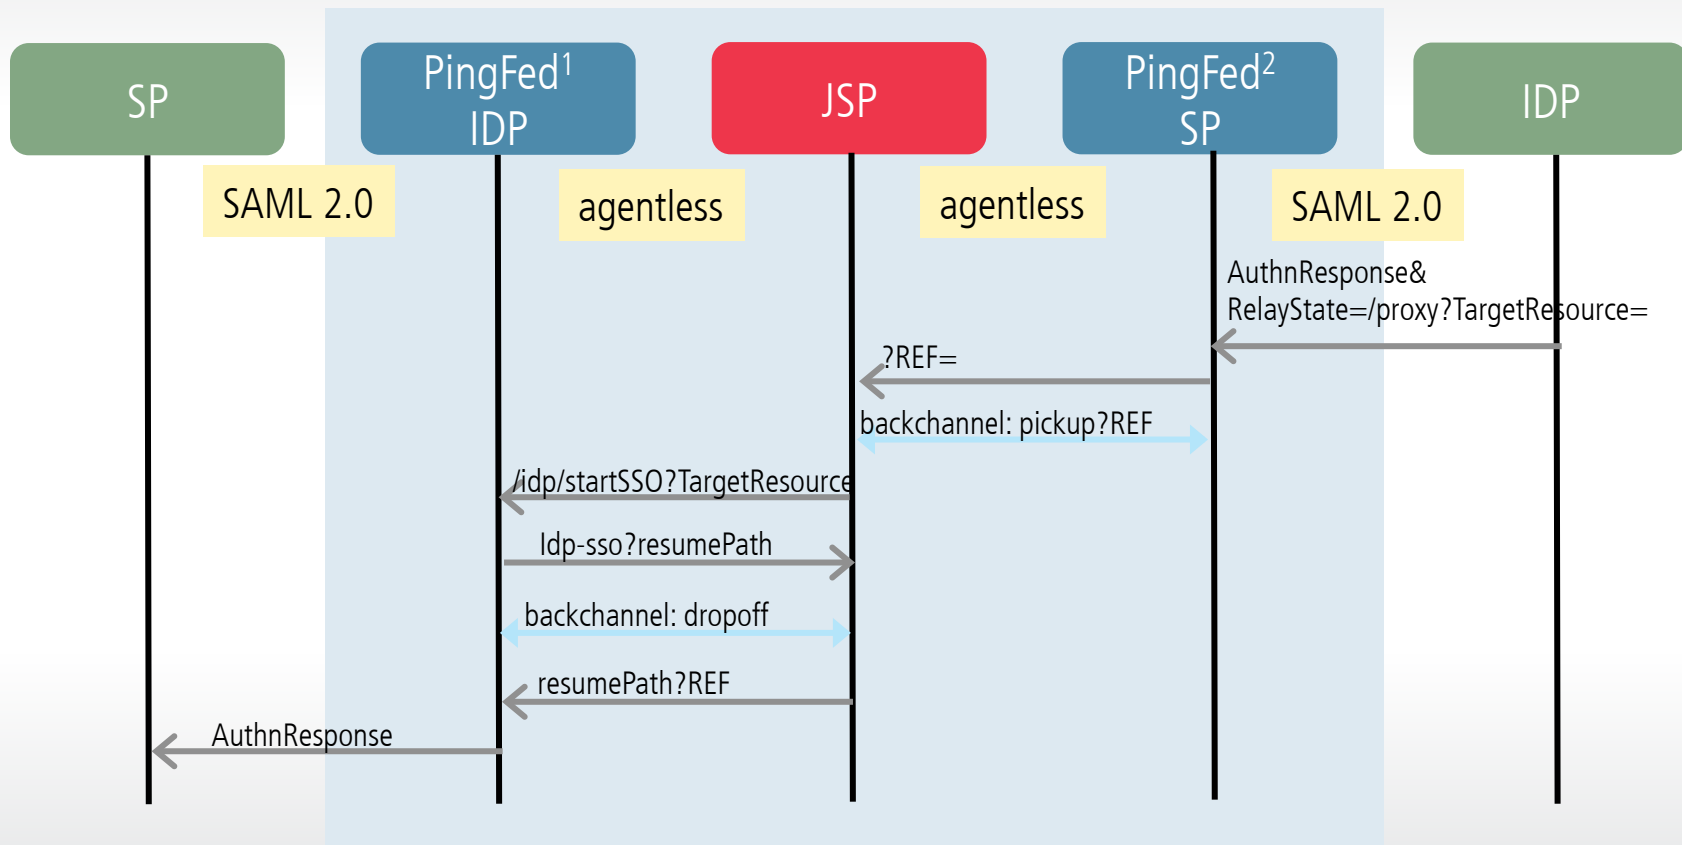 SP
PingFed1
IDP
JSP
PingFed2
SP
IDP
SAML 2.0
agentless
agentless
SAML 2.0
AuthnResponse&
RelayState=/proxy?TargetResource=
?REF=
backchannel: pickup?REF
/idp/startSSO?TargetResource
Idp-sso?resumePath
backchannel: dropoff
resumePath?REF
AuthnResponse